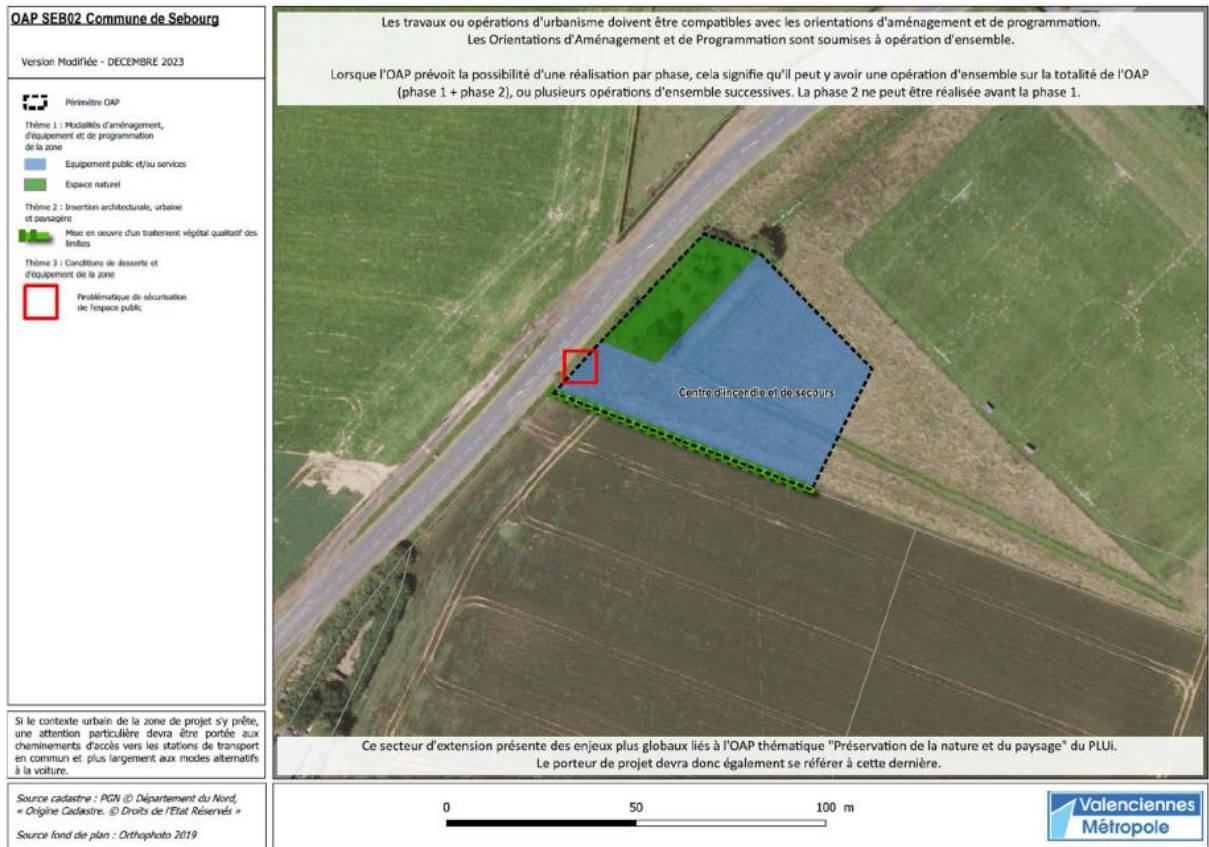 OAP SEB02 Commune de Sebourg
Version Modifiée - DECEMBRE 2023
Périmètre OAP
Thème 1 : Modalités d'aménagement,
d'équipement et de programmation
de la zone
Equipement public et/ou services
Espace naturel
Thème 2 : Insertion architecturale, urbaine
et paysagère
Mise en oeuvre d'un traitement végétal qualitatif des
limites
Thème 3 : Conditions de desserte et
d'équipement de la zone
Problématique de sécurisation
de l'espace public
Si le contexte urbain de la zone de projet s'y prête,
une attention particulière devra être portée aux
cheminements d'accès vers les stations de transport
en commun et plus largement aux modes alternatifs
à la voiture.
Source cadastre : PGN © Département du Nord,
« Origine Cadastre. © Droits de l'Etat Réservés »
Source fond de plan : Orthophoto 2019
Les travaux ou opérations d'urbanisme doivent être compatibles avec les orientations d'aménagement et de programmation.
Les Orientations d'Aménagement et de Programmation sont soumises à opération d'ensemble.
Lorsque l'OAP prévoit la possibilité d'une réalisation par phase, cela signifie qu'il peut y avoir une opération d'ensemble sur la totalité de l'OAP
(phase 1 + phase 2), ou plusieurs opérations d'ensemble successives. La phase 2 ne peut être réalisée avant la phase 1.
Centre d'incendie et de secours
Ce secteur d'extension présente des enjeux plus globaux liés à l'OAP thématique "Préservation de la nature et du paysage" du PLUi.
Le porteur de projet devra donc également se référer à cette dernière.
0 50 100 m
Valenciennes
Métropole